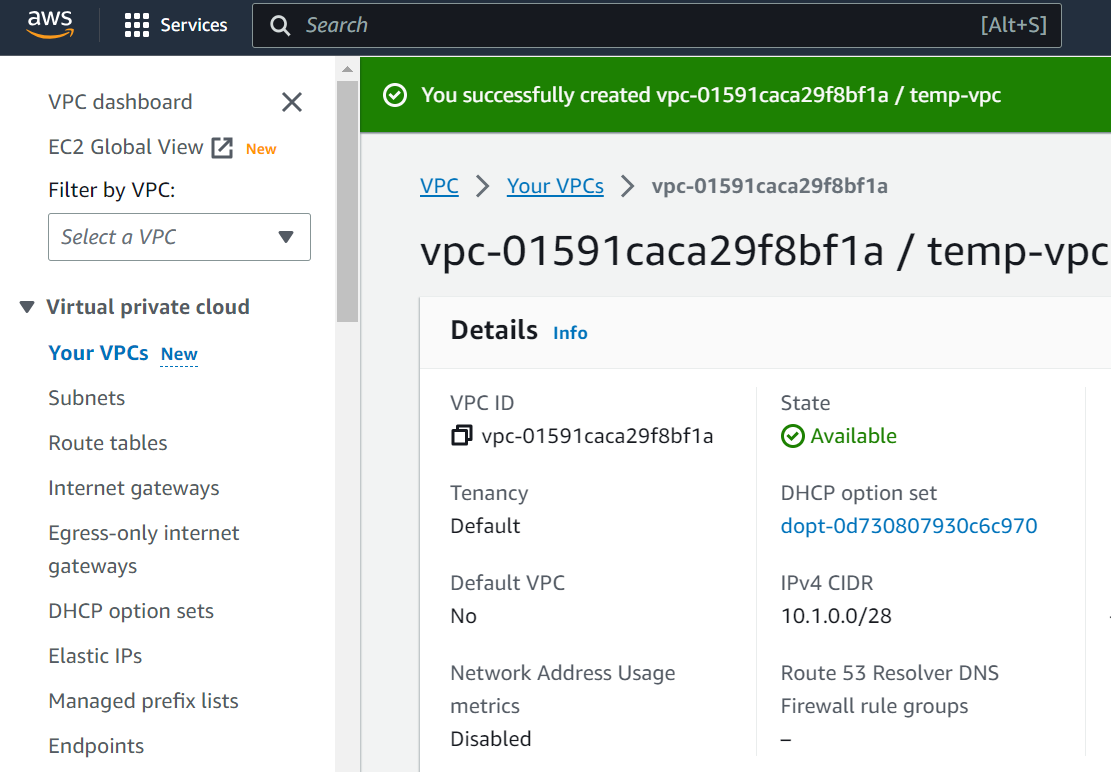 aws
Services
Search
[Alt+S]
VPC dashboard
EC2 Global View New
Filter by VPC:
Select a VPC
Virtual private cloud
Your VPCs New
Subnets
Route tables
Internet gateways
Egress-only internet
gateways
DHCP option sets
Elastic IPs
Managed prefix lists
Endpoints
You successfully created vpc-01591caca29f8bf1a / temp-vpc
VPC > Your VPCs > vpc-01591caca29f8bf1a
vpc-01591caca29f8bf1a / temp-vpc
Details Info
VPC ID
vpc-01591caca29f8bf1a
State
Available
Tenancy
Default
DHCP option set
dopt-0d730807930c6c970
Default VPC
No
IPv4 CIDR
10.1.0.0/28
Network Address Usage
metrics
Disabled
Route 53 Resolver DNS
Firewall rule groups
–